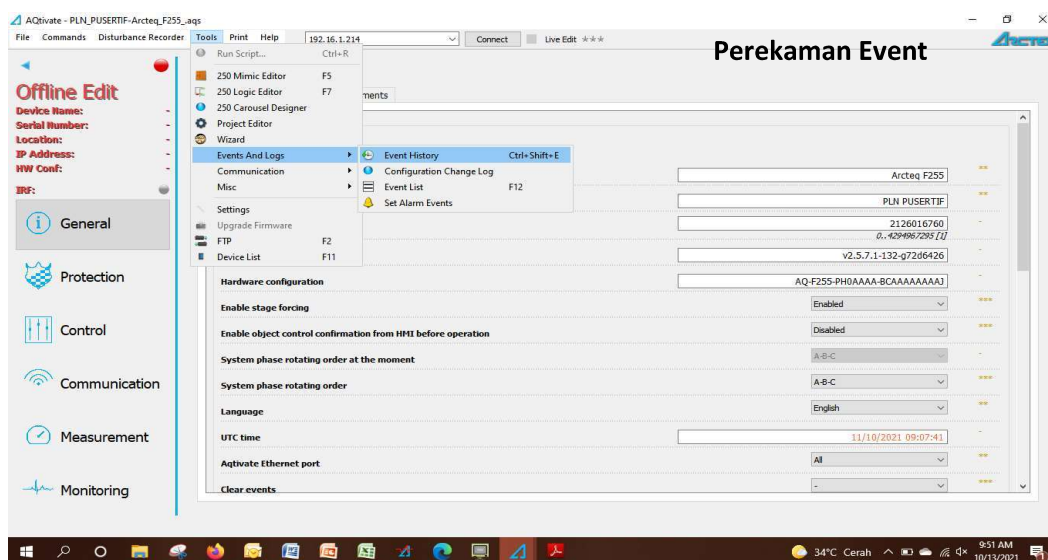 AQtivate - PLN_PUSERTIF-Arcteq_F255_.aqs
File Commands Disturbance Recorder Tools Print Help 192.16.1.214 Connect Live Edit
Perekaman Event
Run Script... Ctrl+R
250 Mimic Editor F5
250 Logic Editor F7
250 Carousel Designer
Project Editor
Wizard
Events And Logs
Communication
Misc
Settings
Upgrade Firmware
FTP F2
Device List F11
Event History Ctrl+Shift+E
Configuration Change Log
Event List F12
Set Alarm Events
Offline Edit
Device Name: -
Serial Number: -
Location: -
IP Address: -
HW Conf: -
IRF:
General
Protection
Control
Communication
Measurement
Monitoring
Arcteq F255
PLN PUSERTIF
2126016760
0..4294967295 [1]
v2.5.7.1-132-g72d6426
Hardware configuration AQ-F255-PH0AAAA-BCAAAAAAAJ
Enable stage forcing Enabled
Enable object control confirmation from HMI before operation Disabled
System phase rotating order at the moment A-B-C
System phase rotating order A-B-C
Language English
UTC time 11/10/2021 09:07:41
Aqtivate Ethernet port All
Clear events -
34°C Cerah
9:51 AM
10/13/2021